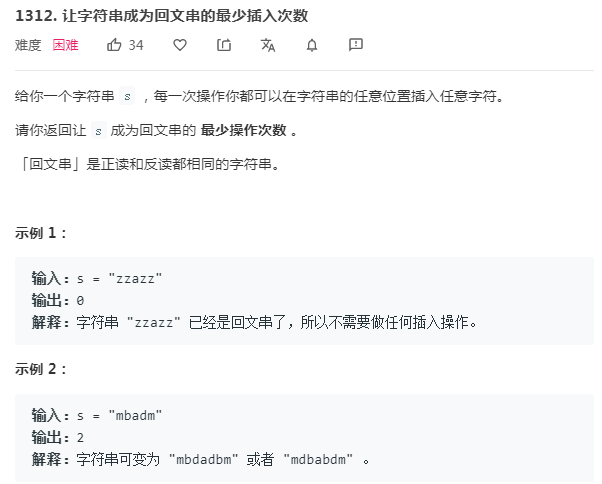 1312. 让字符串成为回文串的最少插入次数
难度 困难 34
给你一个字符串 s ，每一次操作你都可以在字符串的任意位置插入任意字符。
请你返回让 s 成为回文串的 最少操作次数 。
「回文串」是正读和反读都相同的字符串。
示例 1：
输入：s = "zzazz"
输出：0
解释：字符串 "zzazz" 已经是回文串了，所以不需要做任何插入操作。
示例 2：
输入：s = "mbadm"
输出：2
解释：字符串可变为 "mbdadbm" 或者 "mdbabdm" 。